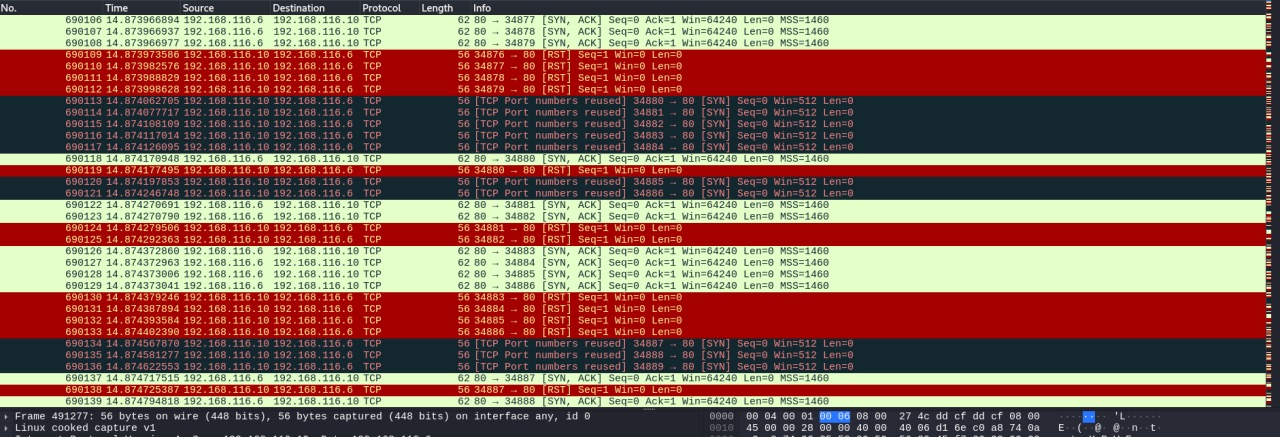 No. Time Source Destination Protocol Length Info
690106 14.873966894 192.168.116.6 192.168.116.10 TCP 62 80 → 34877 [SYN, ACK] Seq=0 Ack=1 Win=64240 Len=0 MSS=1460
690107 14.873966937 192.168.116.6 192.168.116.10 TCP 62 80 → 34878 [SYN, ACK] Seq=0 Ack=1 Win=64240 Len=0 MSS=1460
690108 14.873966977 192.168.116.6 192.168.116.10 TCP 62 80 → 34879 [SYN, ACK] Seq=0 Ack=1 Win=64240 Len=0 MSS=1460
690109 14.873973586 192.168.116.10 192.168.116.6 TCP 56 34876 → 80 [RST] Seq=1 Win=0 Len=0
690110 14.873982576 192.168.116.10 192.168.116.6 TCP 56 34877 → 80 [RST] Seq=1 Win=0 Len=0
690111 14.873988829 192.168.116.10 192.168.116.6 TCP 56 34878 → 80 [RST] Seq=1 Win=0 Len=0
690112 14.873998628 192.168.116.10 192.168.116.6 TCP 56 34879 → 80 [RST] Seq=1 Win=0 Len=0
690113 14.874062705 192.168.116.10 192.168.116.6 TCP 56 [TCP Port numbers reused] 34880 → 80 [SYN] Seq=0 Win=512 Len=0
690114 14.874077717 192.168.116.10 192.168.116.6 TCP 56 [TCP Port numbers reused] 34881 → 80 [SYN] Seq=0 Win=512 Len=0
690115 14.874108109 192.168.116.10 192.168.116.6 TCP 56 [TCP Port numbers reused] 34882 → 80 [SYN] Seq=0 Win=512 Len=0
690116 14.874117014 192.168.116.10 192.168.116.6 TCP 56 [TCP Port numbers reused] 34883 → 80 [SYN] Seq=0 Win=512 Len=0
690117 14.874126095 192.168.116.10 192.168.116.6 TCP 56 [TCP Port numbers reused] 34884 → 80 [SYN] Seq=0 Win=512 Len=0
690118 14.874170948 192.168.116.6 192.168.116.10 TCP 62 80 → 34880 [SYN, ACK] Seq=0 Ack=1 Win=64240 Len=0 MSS=1460
690119 14.874177495 192.168.116.10 192.168.116.6 TCP 56 34880 → 80 [RST] Seq=1 Win=0 Len=0
690120 14.874197853 192.168.116.10 192.168.116.6 TCP 56 [TCP Port numbers reused] 34885 → 80 [SYN] Seq=0 Win=512 Len=0
690121 14.874246748 192.168.116.10 192.168.116.6 TCP 56 [TCP Port numbers reused] 34886 → 80 [SYN] Seq=0 Win=512 Len=0
690122 14.874270691 192.168.116.6 192.168.116.10 TCP 62 80 → 34881 [SYN, ACK] Seq=0 Ack=1 Win=64240 Len=0 MSS=1460
690123 14.874270790 192.168.116.6 192.168.116.10 TCP 62 80 → 34882 [SYN, ACK] Seq=0 Ack=1 Win=64240 Len=0 MSS=1460
690124 14.874279506 192.168.116.10 192.168.116.6 TCP 56 34881 → 80 [RST] Seq=1 Win=0 Len=0
690125 14.874292363 192.168.116.10 192.168.116.6 TCP 56 34882 → 80 [RST] Seq=1 Win=0 Len=0
690126 14.874372860 192.168.116.6 192.168.116.10 TCP 62 80 → 34883 [SYN, ACK] Seq=0 Ack=1 Win=64240 Len=0 MSS=1460
690127 14.874372963 192.168.116.6 192.168.116.10 TCP 62 80 → 34884 [SYN, ACK] Seq=0 Ack=1 Win=64240 Len=0 MSS=1460
690128 14.874373006 192.168.116.6 192.168.116.10 TCP 62 80 → 34885 [SYN, ACK] Seq=0 Ack=1 Win=64240 Len=0 MSS=1460
690129 14.874373041 192.168.116.6 192.168.116.10 TCP 62 80 → 34886 [SYN, ACK] Seq=0 Ack=1 Win=64240 Len=0 MSS=1460
690130 14.874379246 192.168.116.10 192.168.116.6 TCP 56 34883 → 80 [RST] Seq=1 Win=0 Len=0
690131 14.874387894 192.168.116.10 192.168.116.6 TCP 56 34884 → 80 [RST] Seq=1 Win=0 Len=0
690132 14.874393584 192.168.116.10 192.168.116.6 TCP 56 34885 → 80 [RST] Seq=1 Win=0 Len=0
690133 14.874402390 192.168.116.10 192.168.116.6 TCP 56 34886 → 80 [RST] Seq=1 Win=0 Len=0
690134 14.874567870 192.168.116.10 192.168.116.6 TCP 56 [TCP Port numbers reused] 34887 → 80 [SYN] Seq=0 Win=512 Len=0
690135 14.874581277 192.168.116.10 192.168.116.6 TCP 56 [TCP Port numbers reused] 34888 → 80 [SYN] Seq=0 Win=512 Len=0
690136 14.874622553 192.168.116.10 192.168.116.6 TCP 56 [TCP Port numbers reused] 34889 → 80 [SYN] Seq=0 Win=512 Len=0
690137 14.874717515 192.168.116.6 192.168.116.10 TCP 62 80 → 34887 [SYN, ACK] Seq=0 Ack=1 Win=64240 Len=0 MSS=1460
690138 14.874725387 192.168.116.10 192.168.116.6 TCP 56 34887 → 80 [RST] Seq=1 Win=0 Len=0
690139 14.874794818 192.168.116.6 192.168.116.10 TCP 62 80 → 34888 [SYN, ACK] Seq=0 Ack=1 Win=64240 Len=0 MSS=1460
Frame 491277: 56 bytes on wire (448 bits), 56 bytes captured (448 bits) on interface any, id 0
Linux cooked capture v1
0000 00 04 00 01 00 06 08 00 27 4c dd cf dd cf 08 00 ········ 'L······
0010 45 00 00 28 00 00 40 00 40 06 d1 6e c0 a8 74 0a E··(··@· @··n··t·